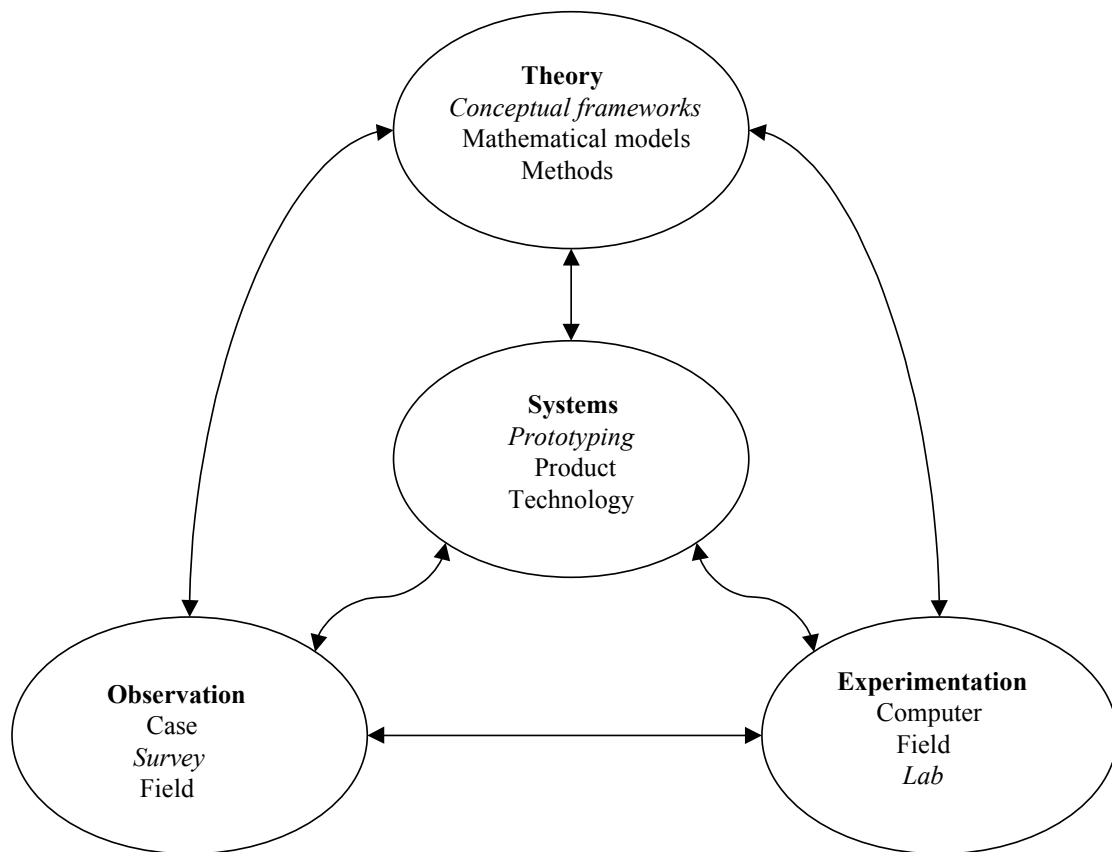 Theory
Conceptual frameworks
Mathematical models
Methods
Systems
Prototyping
Product
Technology
Observation
Case
Survey
Field
Experimentation
Computer
Field
Lab